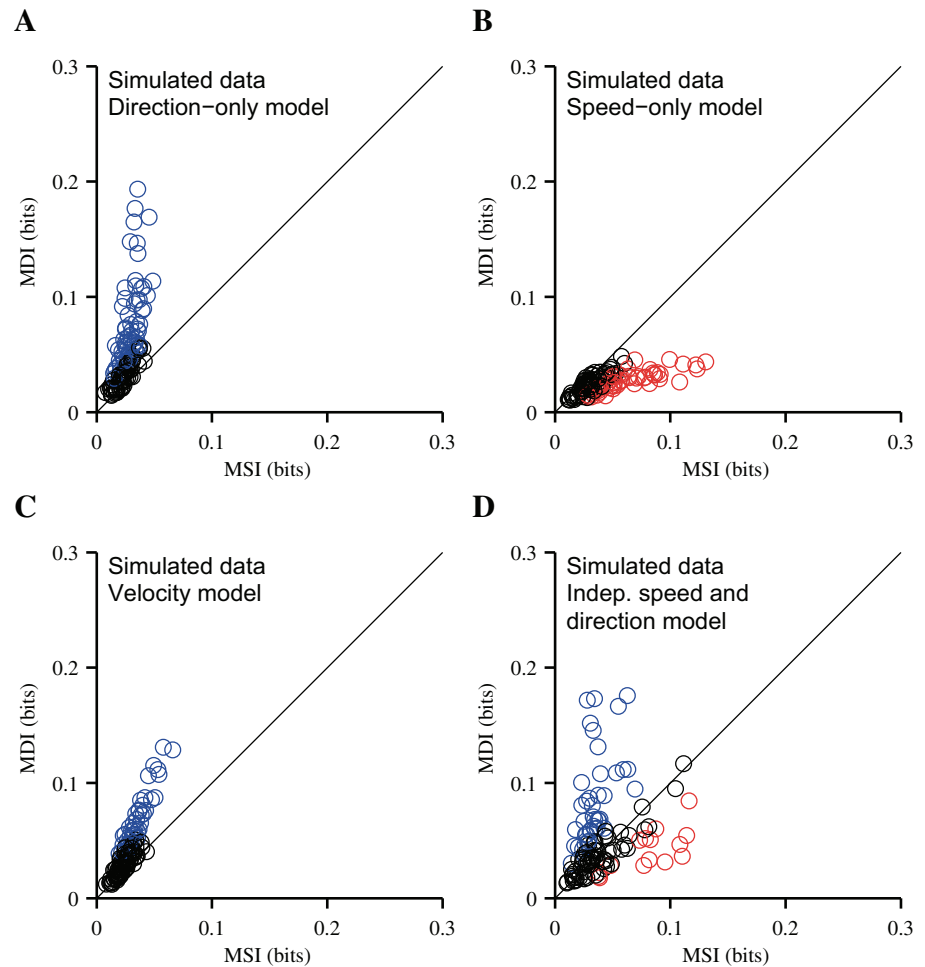 A
Simulated data
Direction−only model
0.3
0.2
0.1
0
MDI (bits)
0
0.1
0.2
0.3
MSI (bits)
B
Simulated data
Speed−only model
0.3
0.2
0.1
0
MDI (bits)
0
0.1
0.2
0.3
MSI (bits)
C
Simulated data
Velocity model
0.3
0.2
0.1
0
MDI (bits)
0
0.1
0.2
0.3
MSI (bits)
D
Simulated data
Indep. speed and
direction model
0.3
0.2
0.1
0
MDI (bits)
0
0.1
0.2
0.3
MSI (bits)